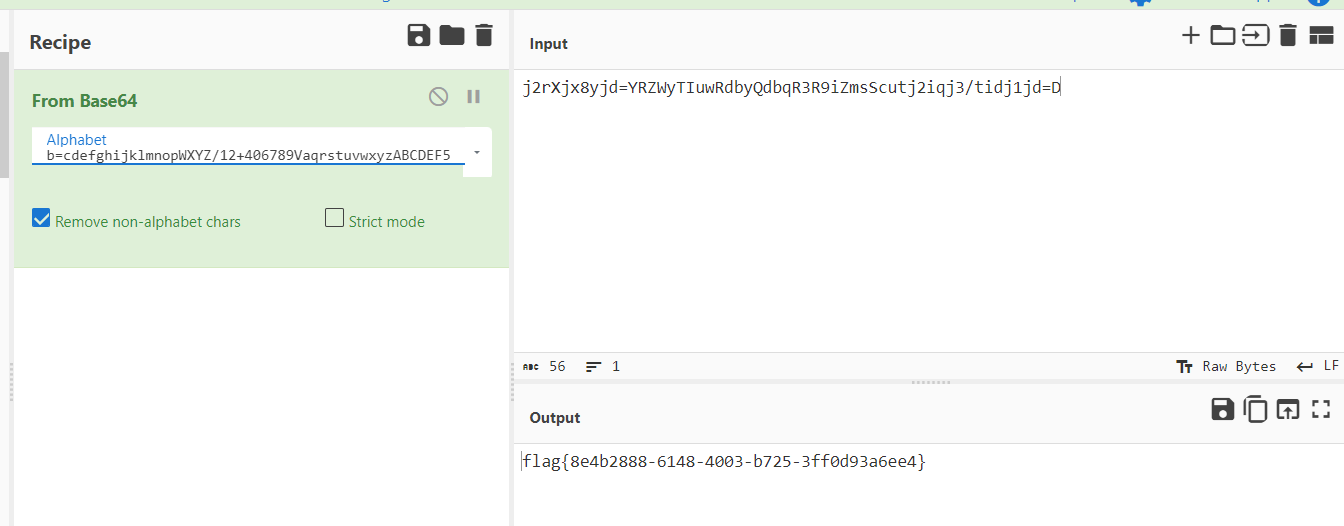 Recipe
From Base64
Alphabet
b=cdefghijklmnopWXYZ/12+406789VaqrstuvwxyzABCDEF5
Remove non-alphabet chars
Strict mode
Input
j2rXjx8yjd=YRZWyTIuwRdbyQdbqR3R9iZmsScutj2iqj3/tidj1jd=D
ABC 56
1
Tт Raw Bytes
LF
Output
flag{8e4b2888-6148-4003-b725-3ff0d93a6ee4}